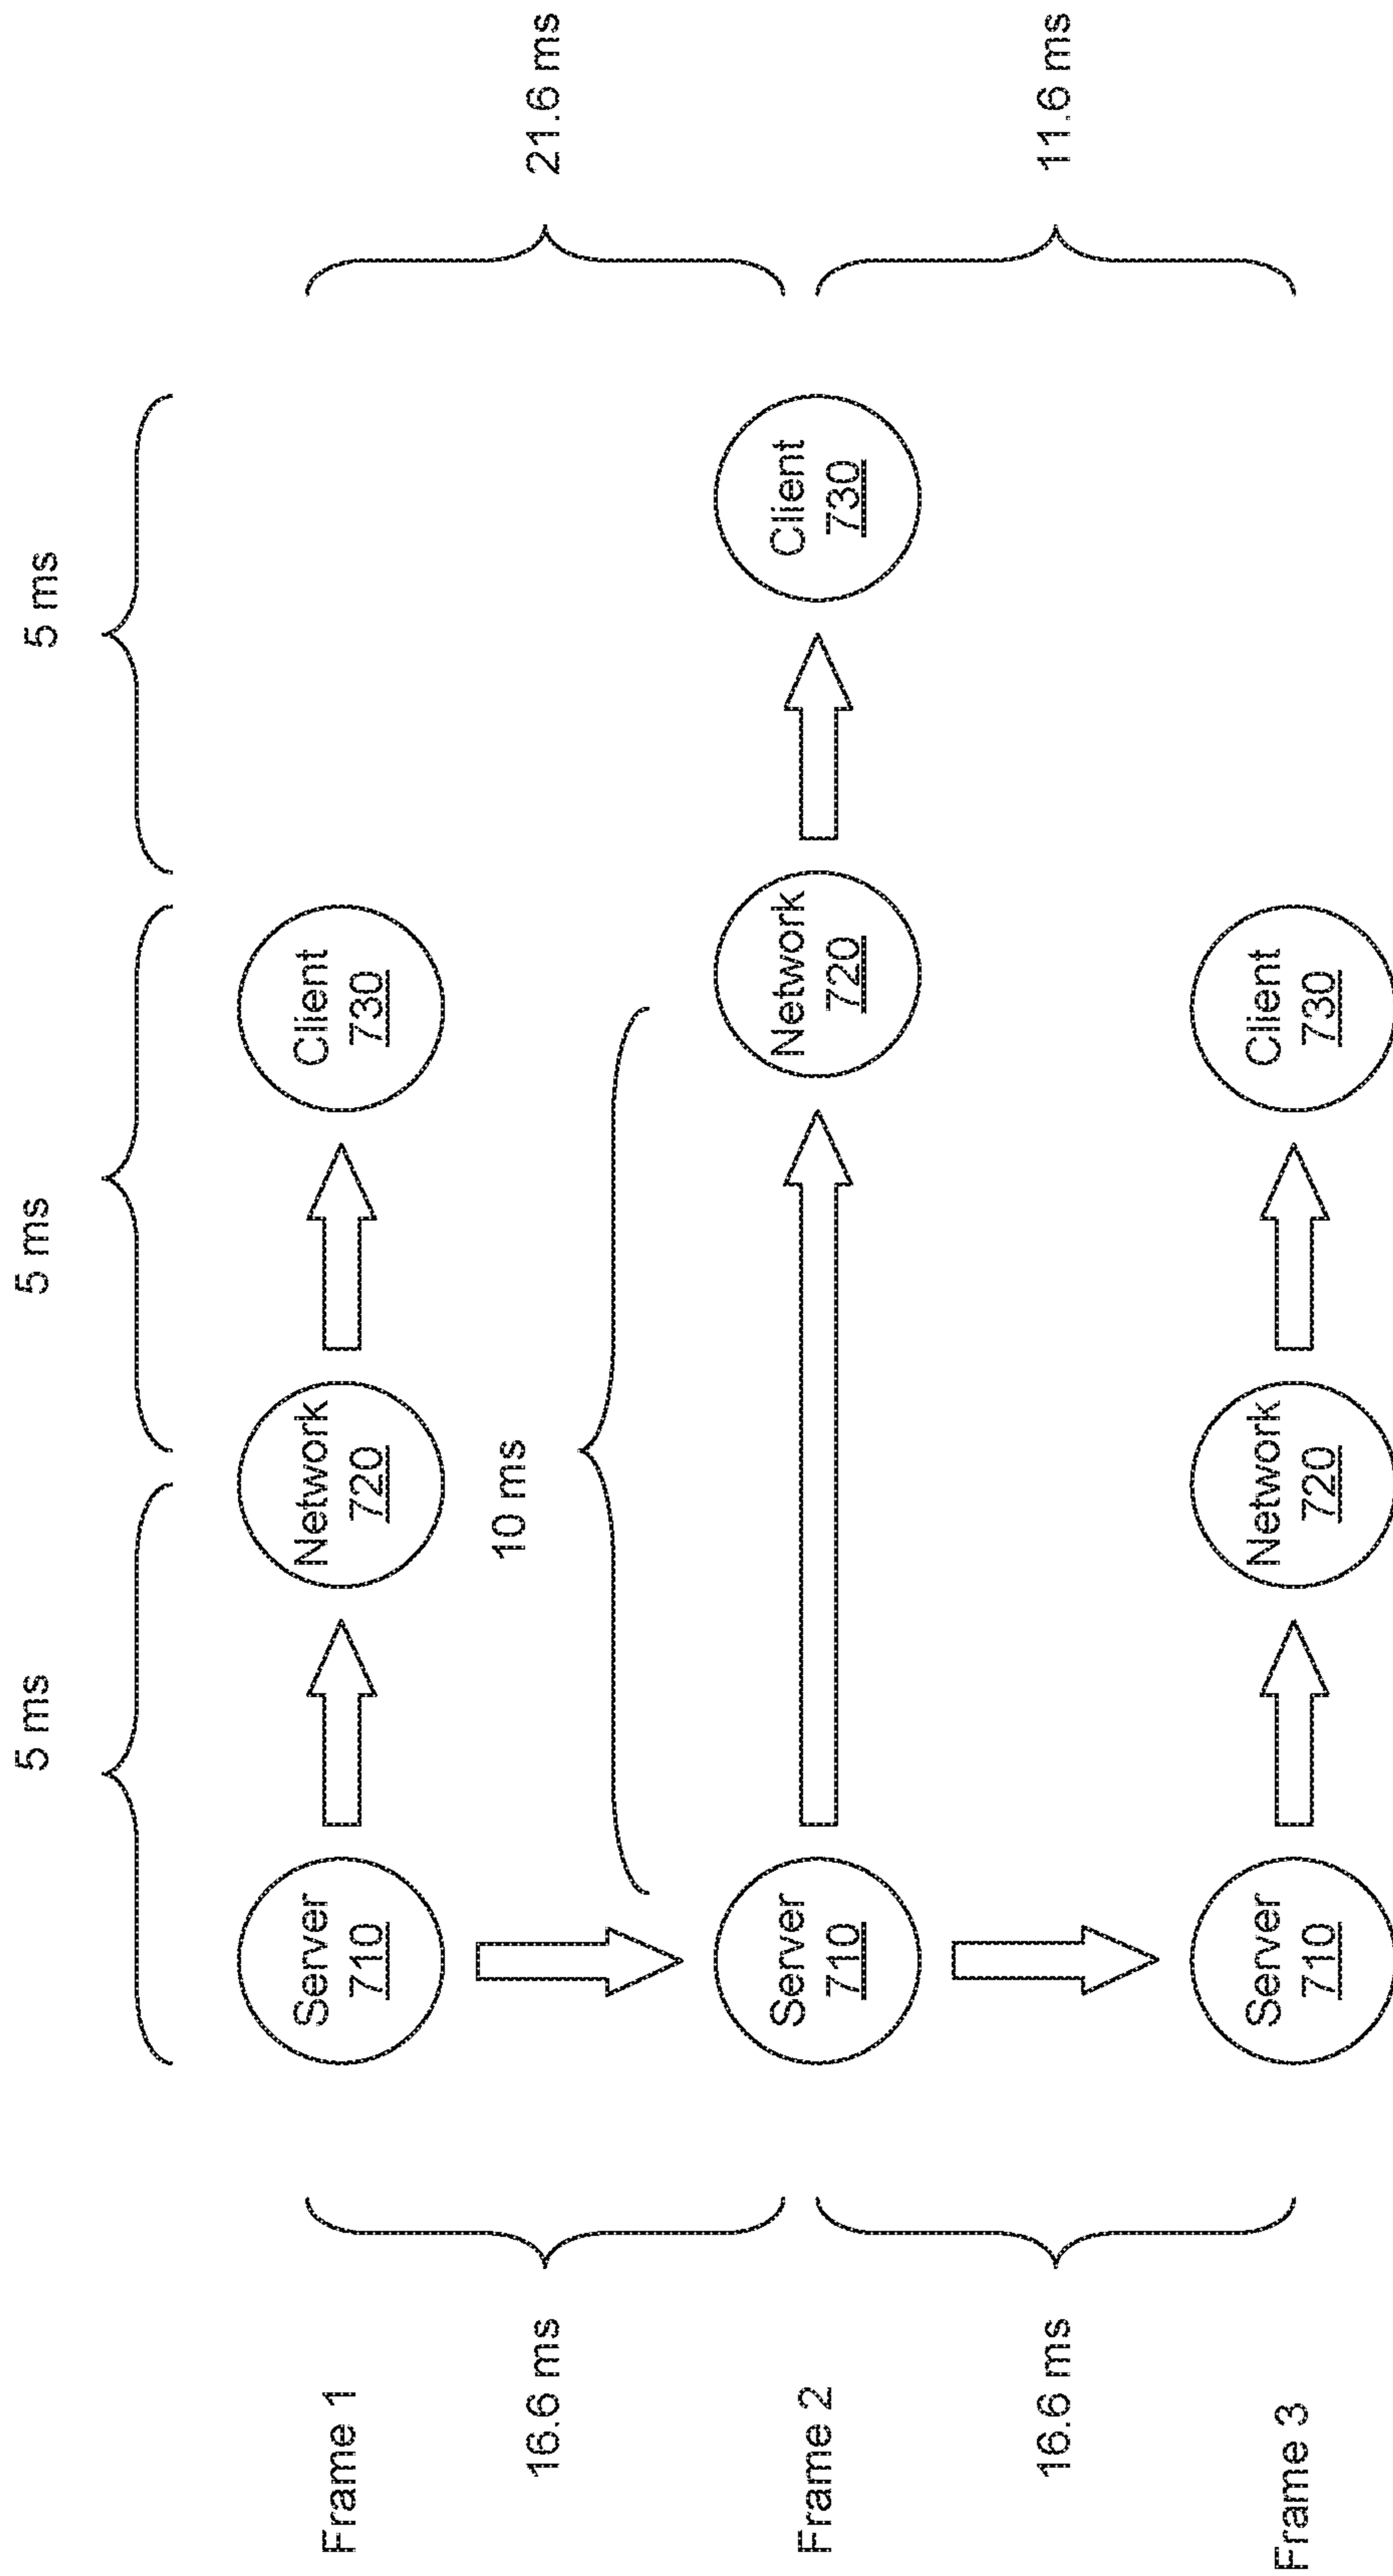 5 ms
5 ms
5 ms
Frame 1
Server
710
Network
720
Client
730
16.6 ms
10 ms
21.6 ms
Frame 2
Server
710
Network
720
Client
730
16.6 ms
11.6 ms
Frame 3
Server
710
Network
720
Client
730